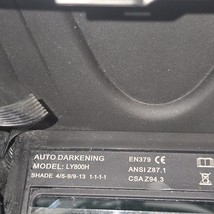 AUTO DARKENING
MODEL: LY800H
SHADE 4/5-9/9-13 1-1-1-1
EN379 CE
ANSI Z87.1
CSA Z94.3